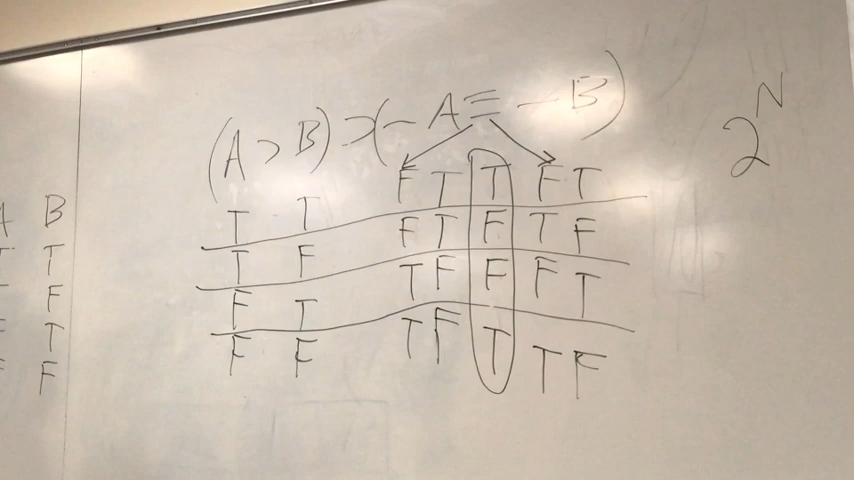 (A > B) > (- A ≡ - B)
2^N
A B
T T
T F
F T
F F
T T F T T F T
T F F T F T F
F T T F F F T
F F T F T T F